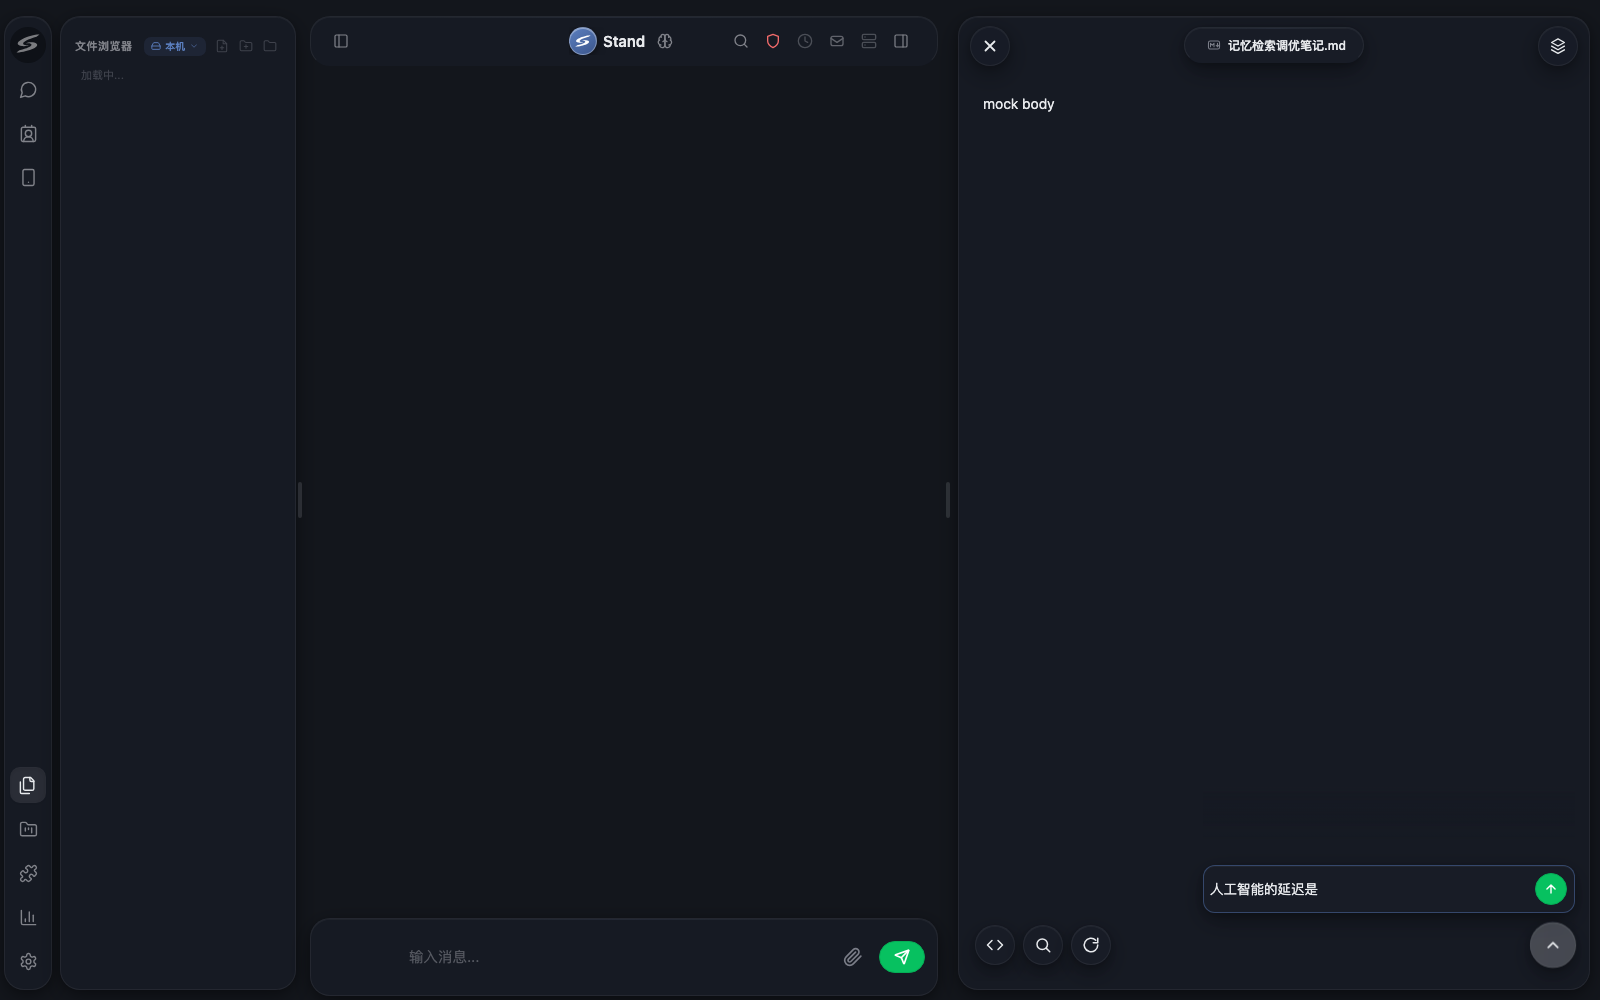 文件浏览器
本机
加载中...
Stand
输入消息...
记忆检索调优笔记.md
mock body
人工智能的延迟是